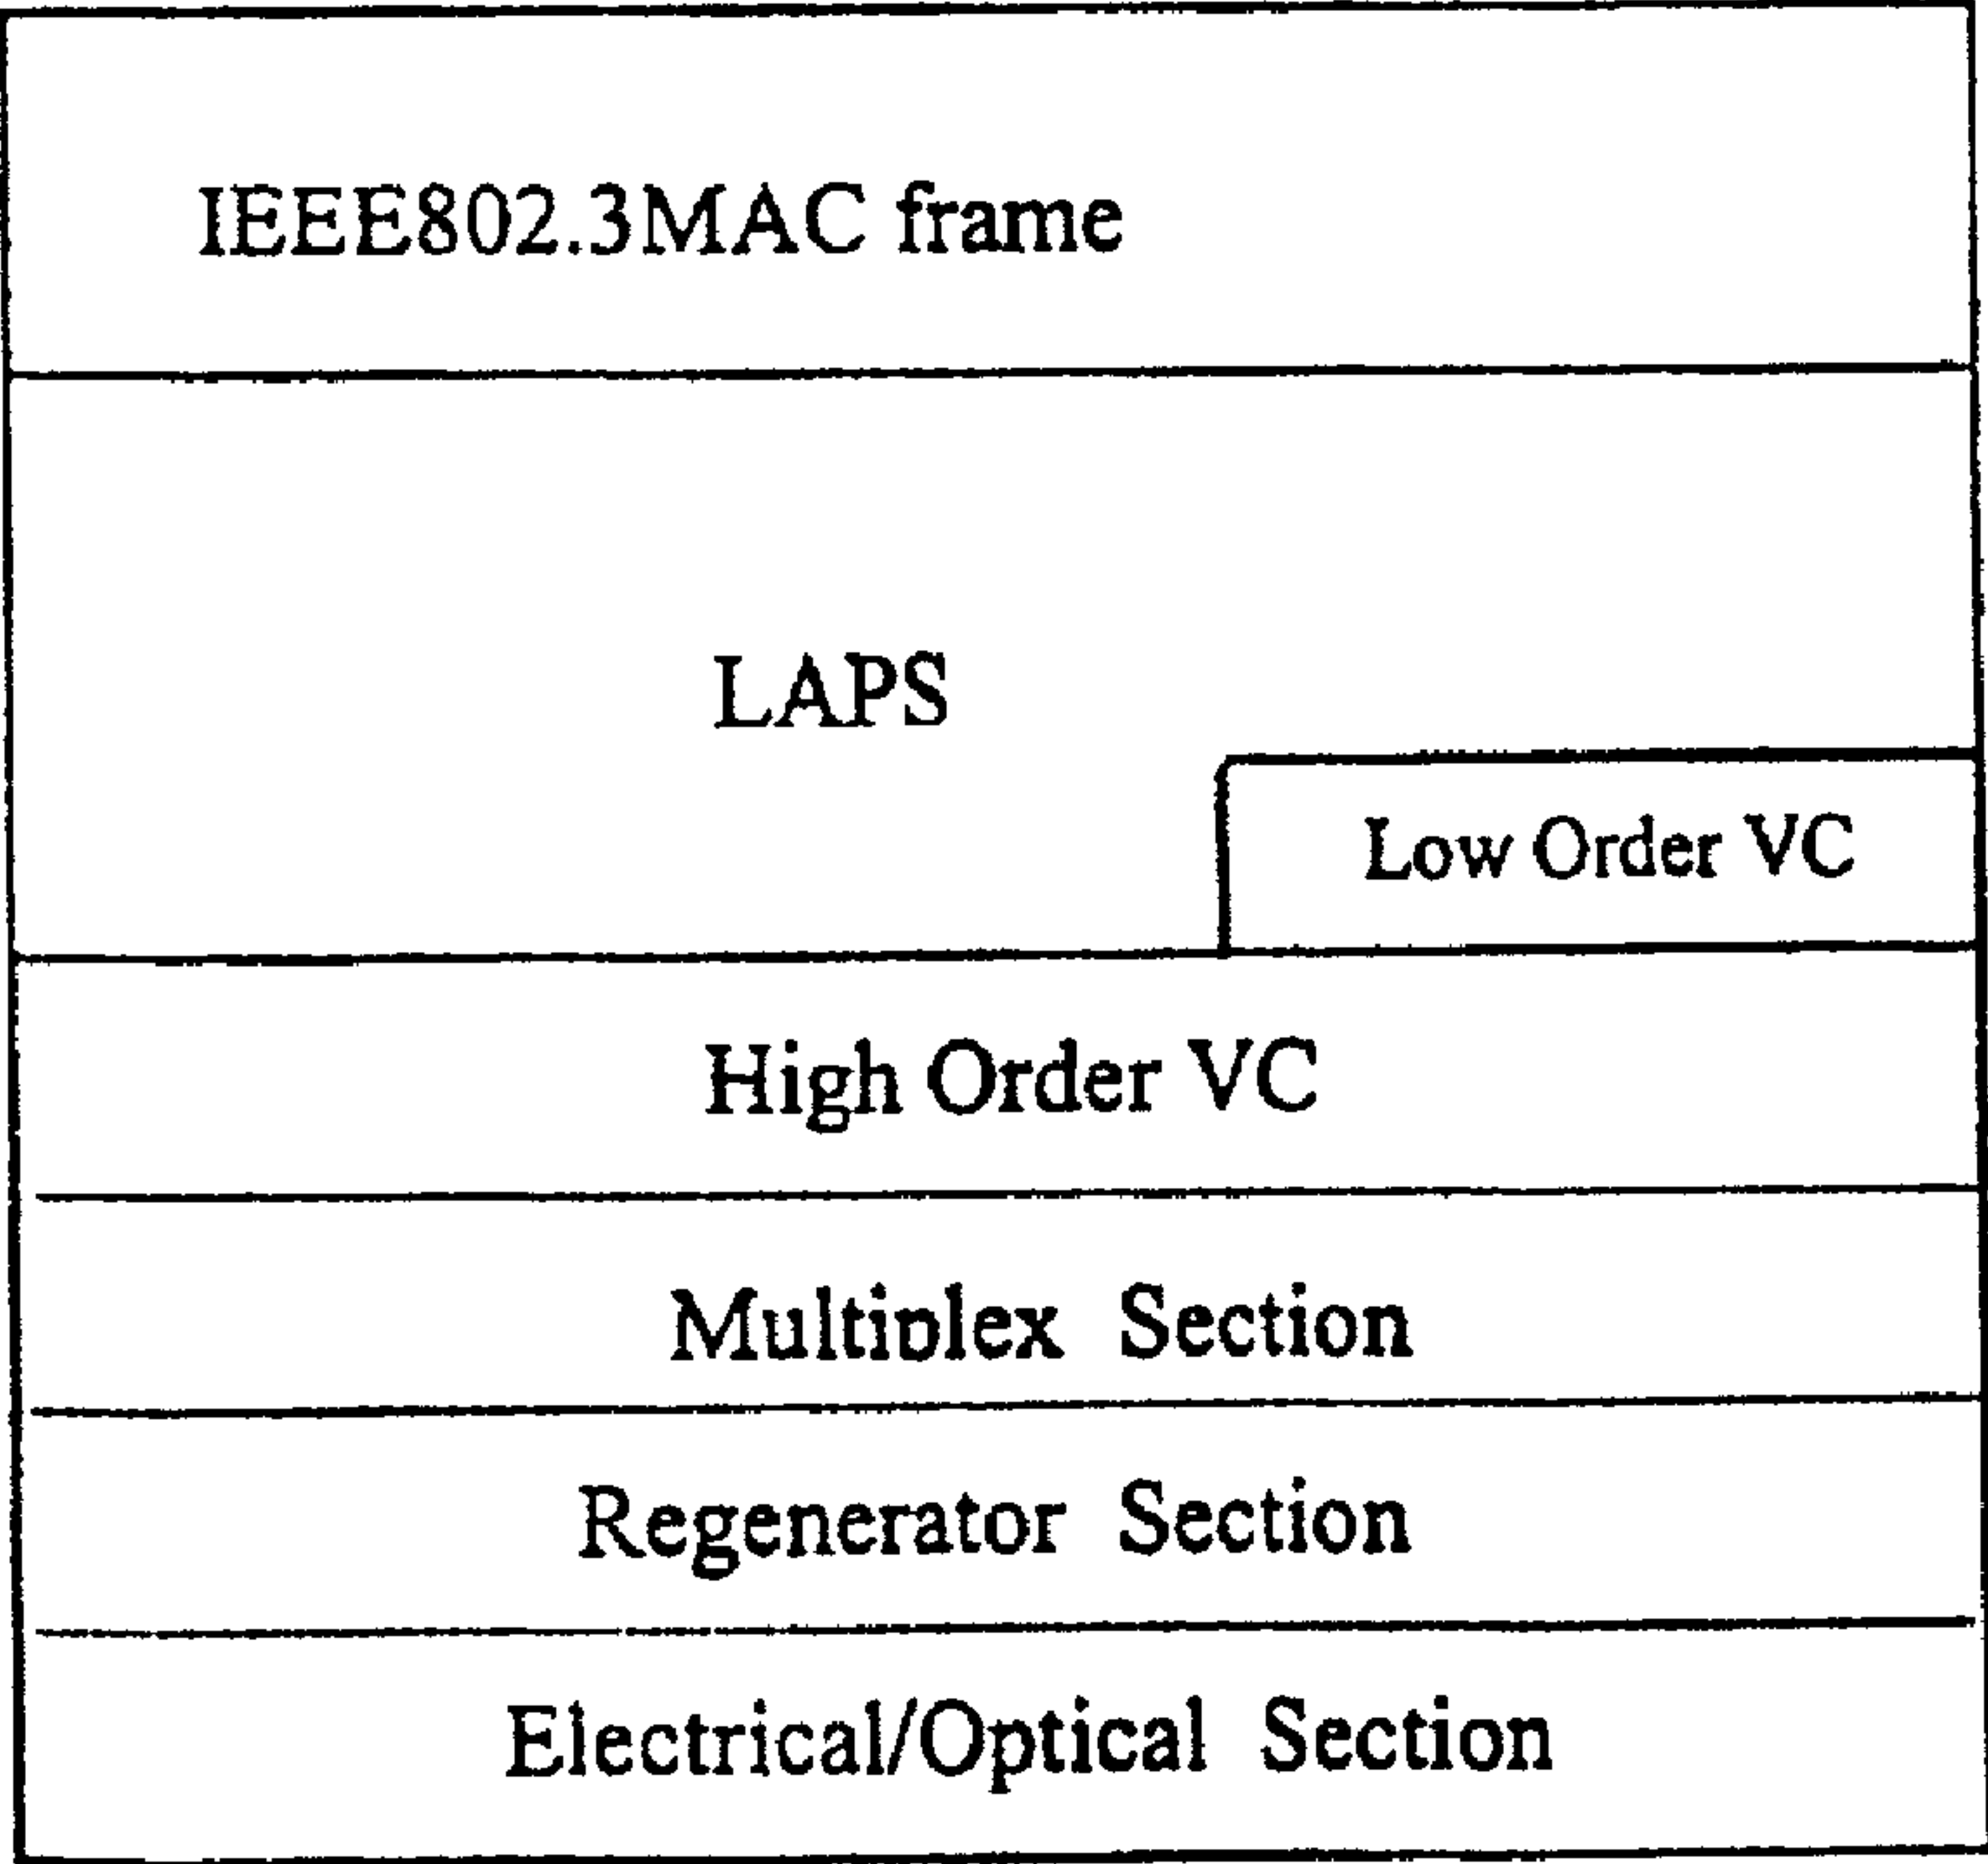 IEEE802.3MAC frame
LAPS
Low Order VC
High Order VC
Multiplex Section
Regenerator Section
Electrical/Optical Section